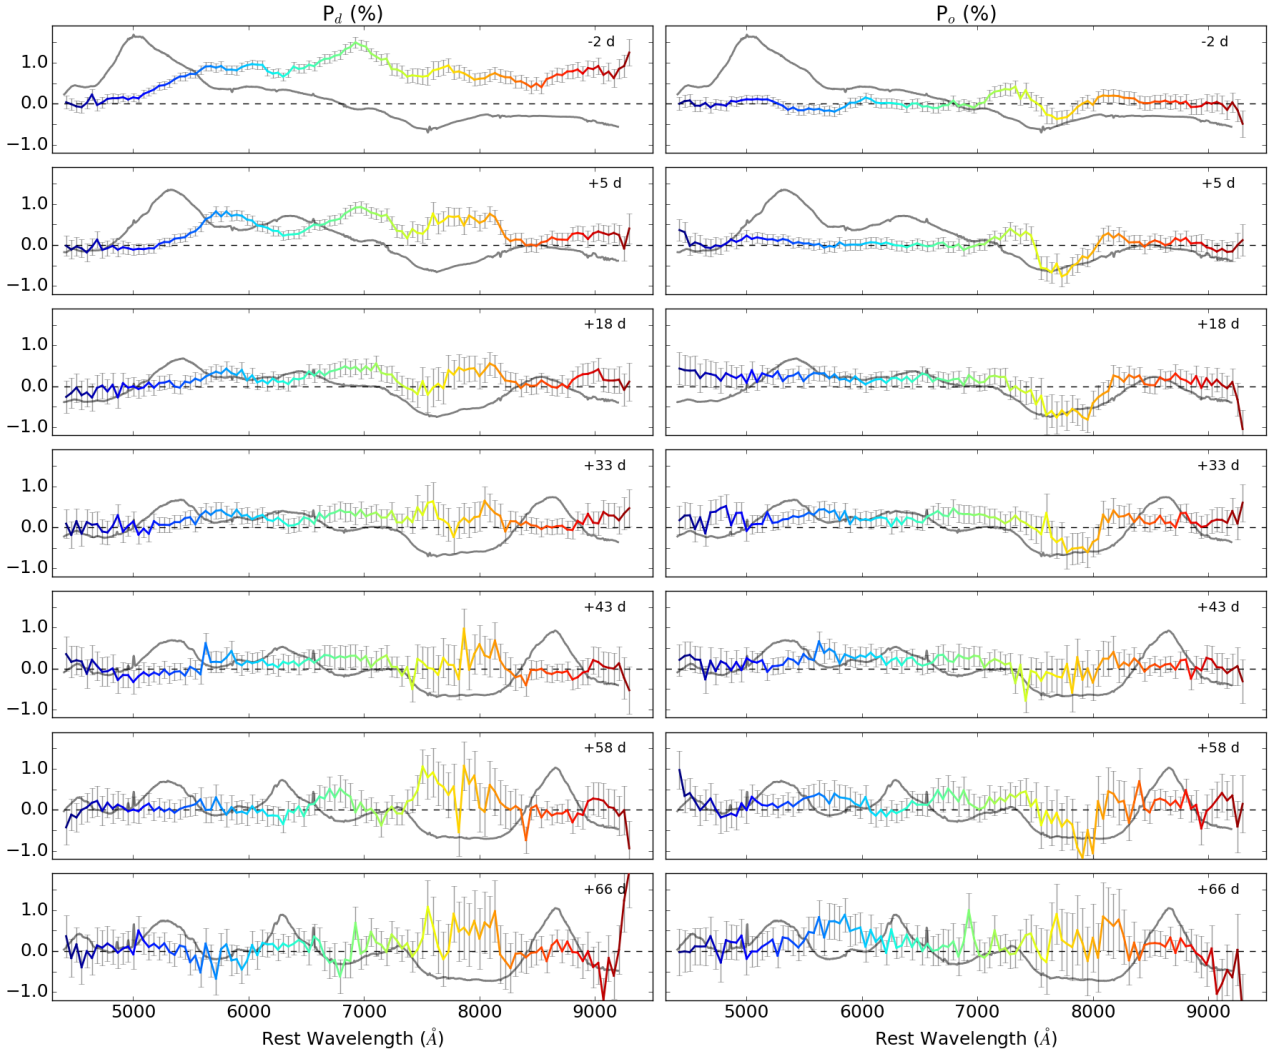 P_d (%) P_o (%)
1.0 -2 d -2 d
0.0
−1.0
1.0 +5 d +5 d
0.0
−1.0
1.0 +18 d +18 d
0.0
−1.0
1.0 +33 d +33 d
0.0
−1.0
1.0 +43 d +43 d
0.0
−1.0
1.0 +58 d +58 d
0.0
−1.0
1.0 +66 d +66 d
0.0
−1.0
5000 6000 7000 8000 9000 5000 6000 7000 8000 9000
Rest Wavelength (Å) Rest Wavelength (Å)